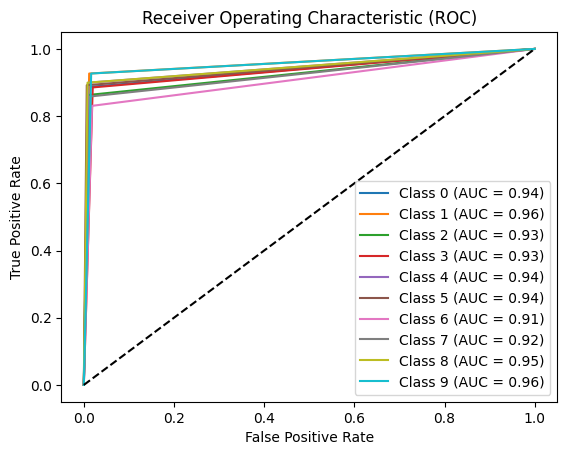 Receiver Operating Characteristic (ROC)
True Positive Rate
1.0
0.8
0.6
0.4
0.2
0.0
Class 0 (AUC = 0.94)
Class 1 (AUC = 0.96)
Class 2 (AUC = 0.93)
Class 3 (AUC = 0.93)
Class 4 (AUC = 0.94)
Class 5 (AUC = 0.94)
Class 6 (AUC = 0.91)
Class 7 (AUC = 0.92)
Class 8 (AUC = 0.95)
Class 9 (AUC = 0.96)
0.0 0.2 0.4 0.6 0.8 1.0
False Positive Rate